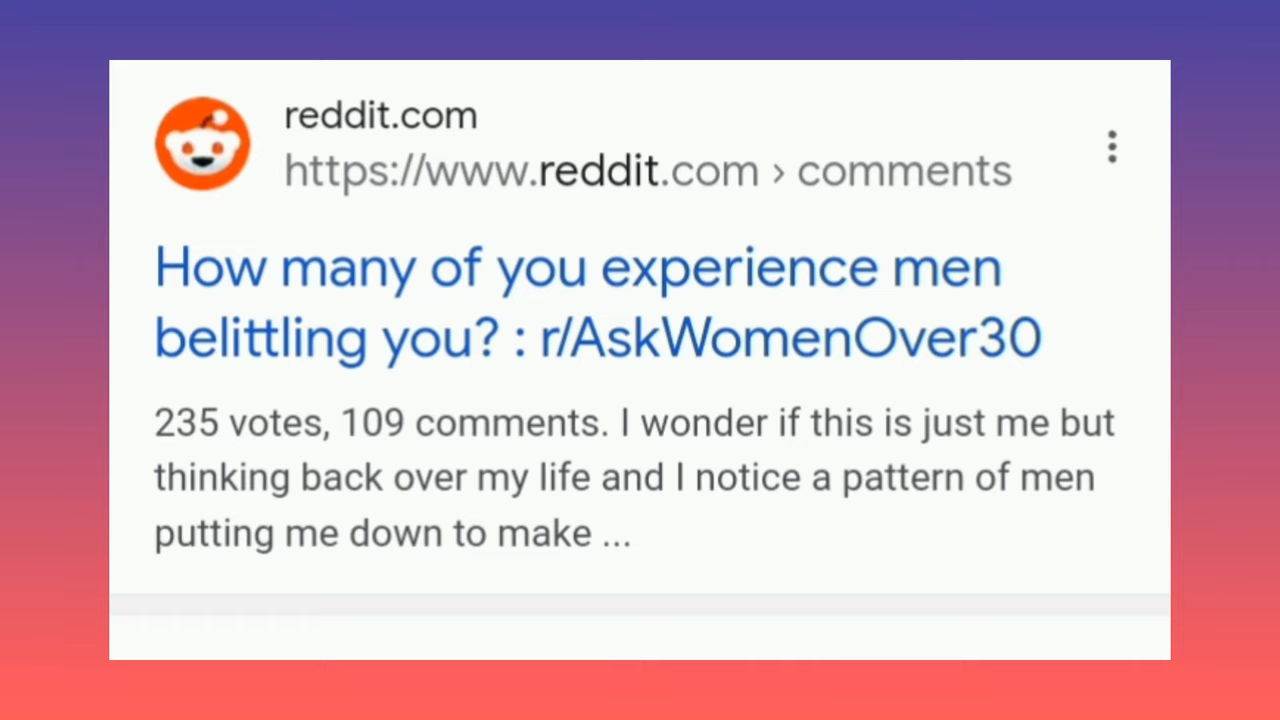 reddit.com
https://www.reddit.com › comments
How many of you experience men
belittling you? : r/AskWomenOver30
235 votes, 109 comments. I wonder if this is just me but
thinking back over my life and I notice a pattern of men
putting me down to make ...